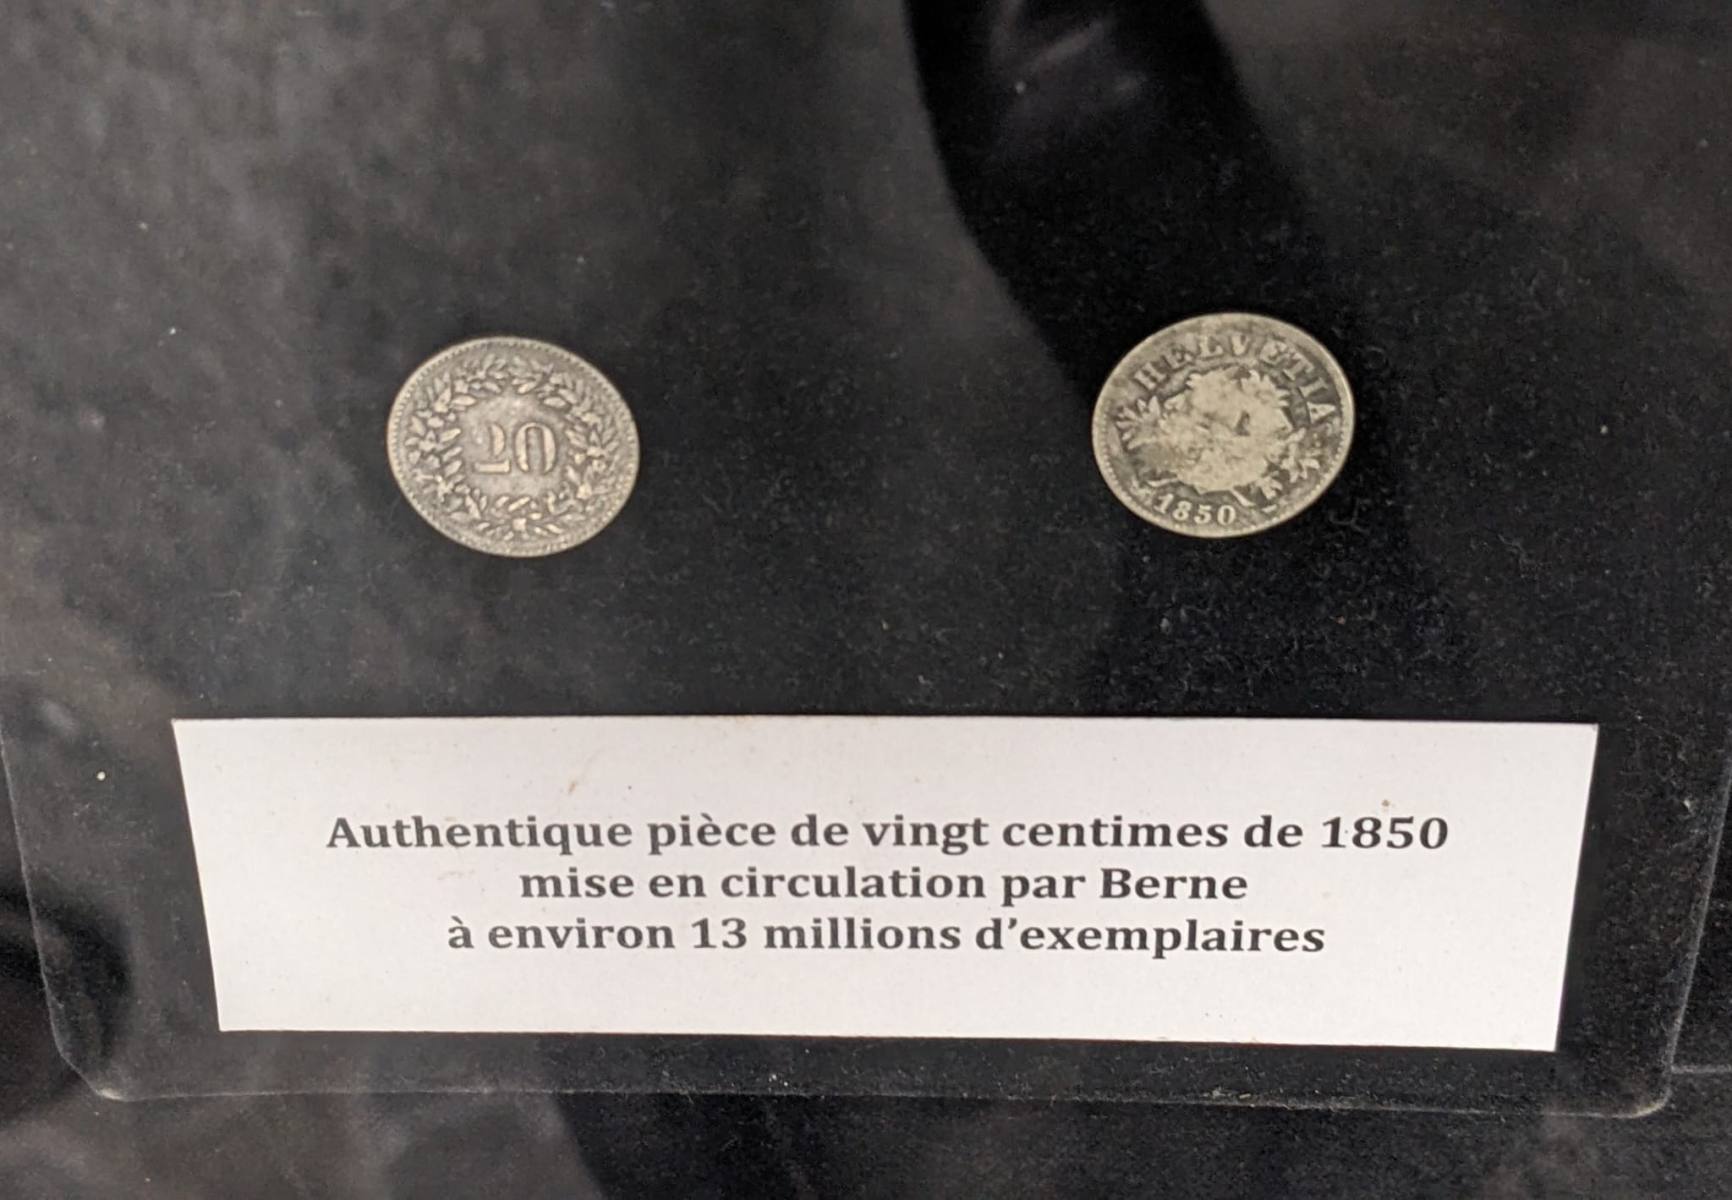 20
HELVETIA
1850
Authentique pièce de vingt centimes de 1850
mise en circulation par Berne
à environ 13 millions d'exemplaires